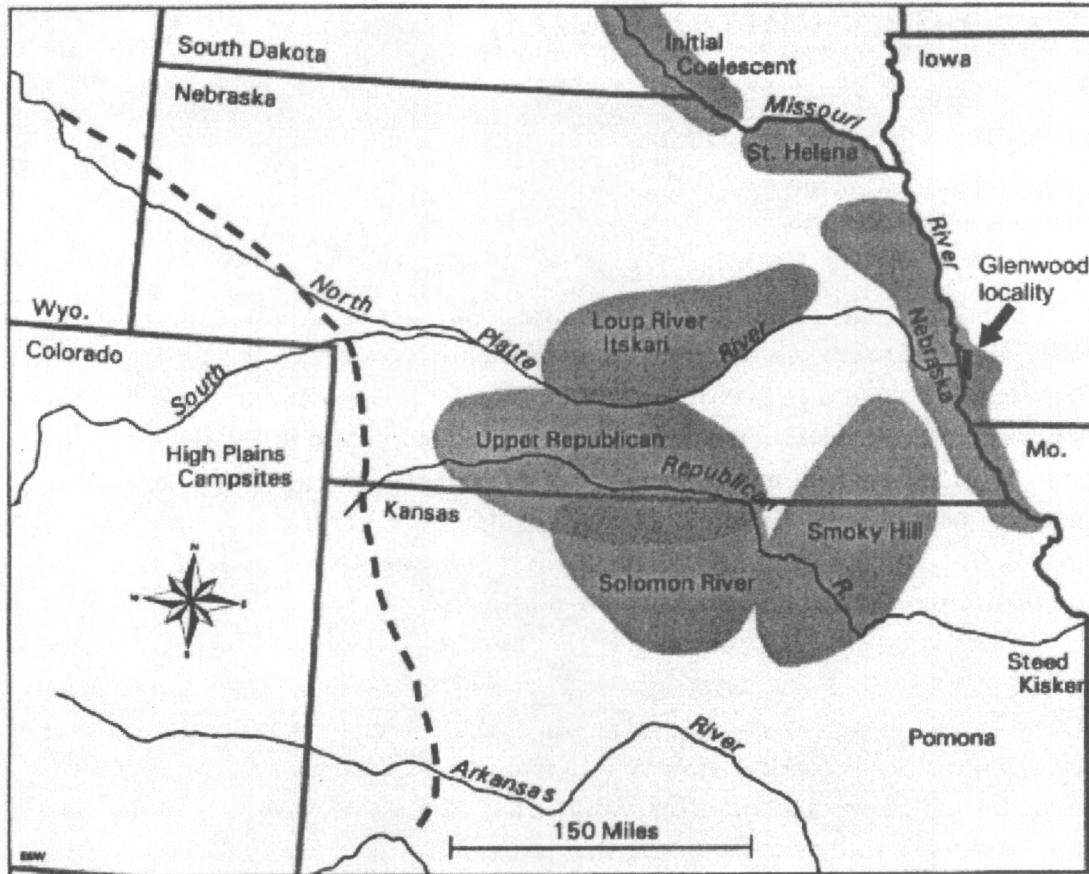 South Dakota
Nebraska
Initial
Coalescent
Iowa
Missouri
St. Helena
River
Glenwood
locality
Wyo.
North
Platte
River
Loup River
Itskari
Nebraska
Colorado
South
High Plains
Campsites
Upper Republican
Republican
R.
Mo.
Kansas
Smoky Hill
Solomon River
N
W
E
S
Steed
Kisker
Pomona
Arkansas
River
150 Miles